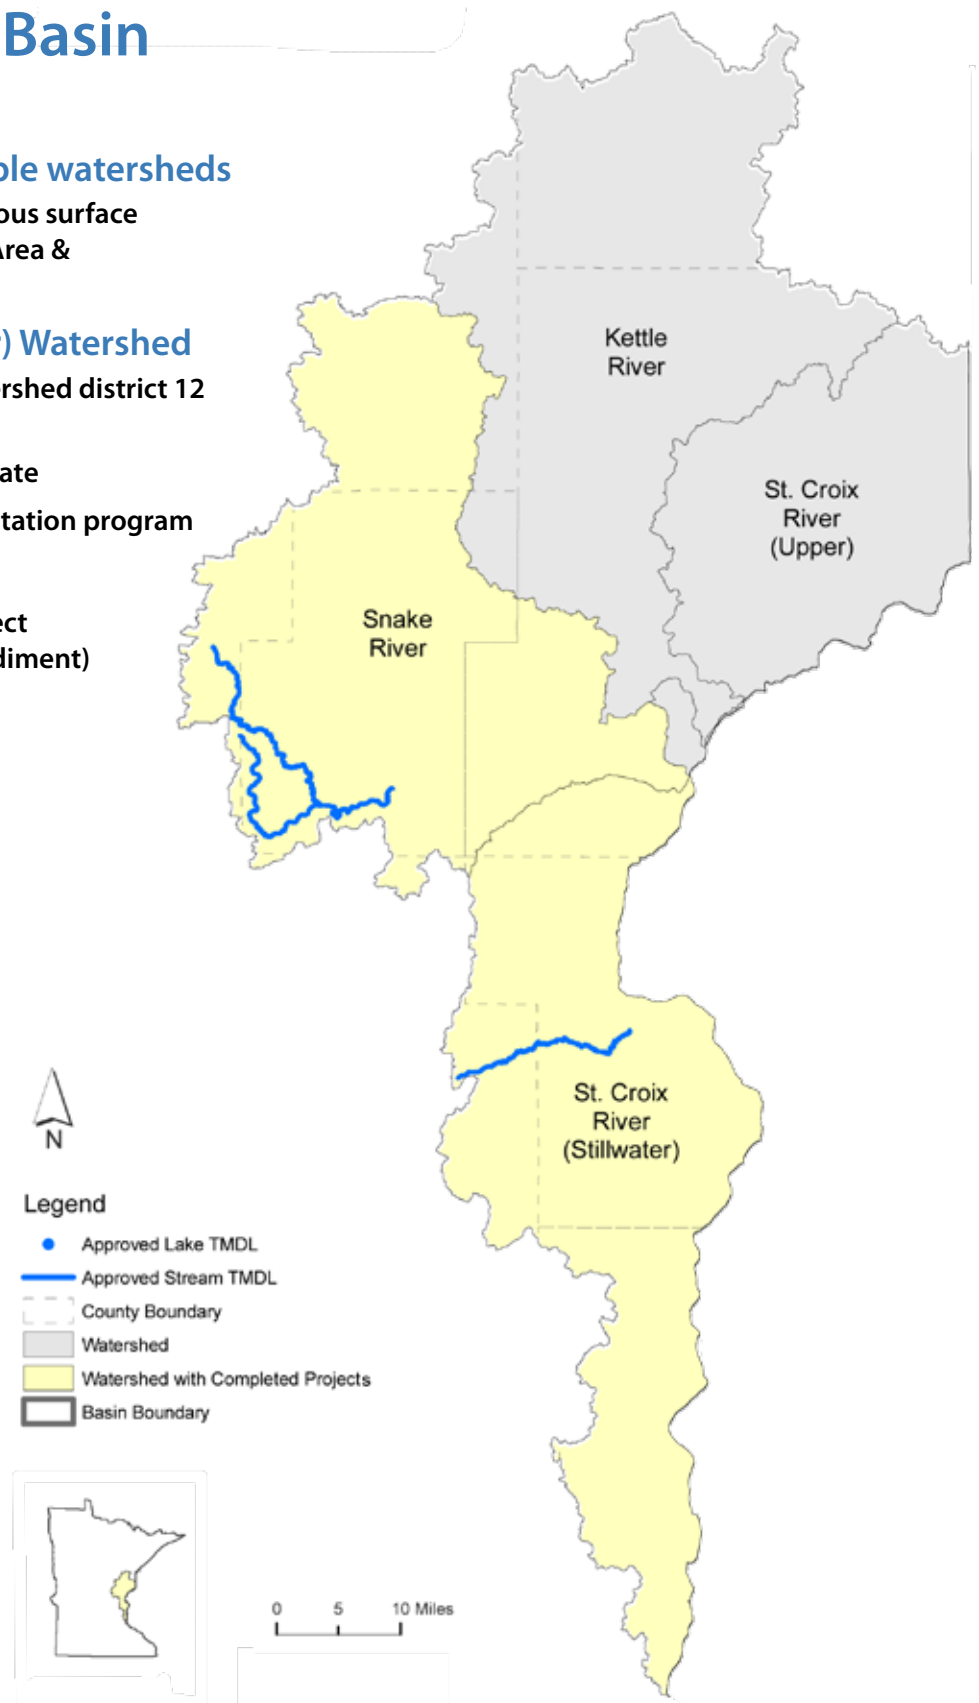 Basin
ple watersheds
ous surface
Area &
) Watershed
rshed district 12
ate
tation program
ect
diment)
Kettle
River
St. Croix
River
(Upper)
Snake
River
St. Croix
River
(Stillwater)
N
Legend
Approved Lake TMDL
Approved Stream TMDL
County Boundary
Watershed
Watershed with Completed Projects
Basin Boundary
0 5 10 Miles